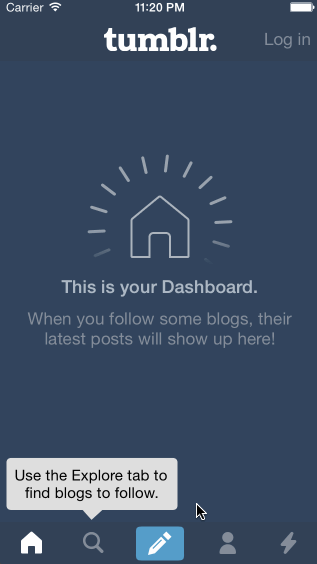 Carrier 11:20 PM
tumblr. Log in
This is your Dashboard.
When you follow some blogs, their
latest posts will show up here!
Use the Explore tab to
find blogs to follow.